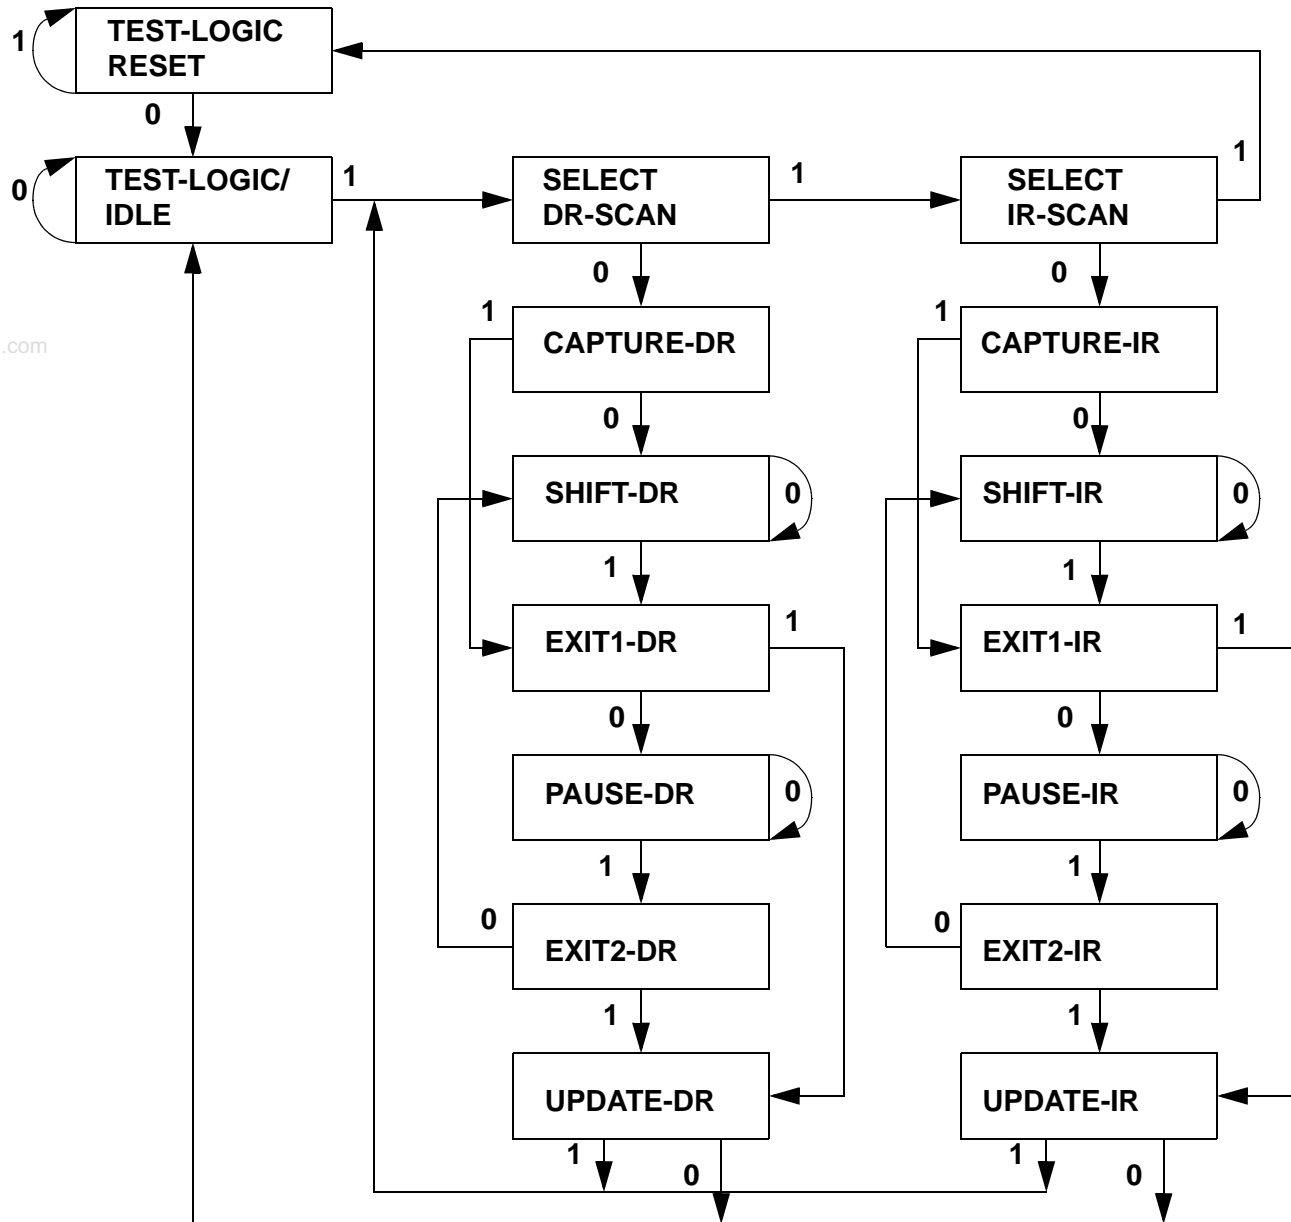 1
TEST-LOGIC
RESET
0
0
TEST-LOGIC/
IDLE
1
SELECT
DR-SCAN
1
SELECT
IR-SCAN
1
0
0
1
CAPTURE-DR
1
CAPTURE-IR
.com
0
0
SHIFT-DR
0
SHIFT-IR
0
1
1
EXIT1-DR
1
EXIT1-IR
1
0
0
PAUSE-DR
0
PAUSE-IR
0
1
1
0
EXIT2-DR
0
EXIT2-IR
1
1
UPDATE-DR
UPDATE-IR
1
0
1
0